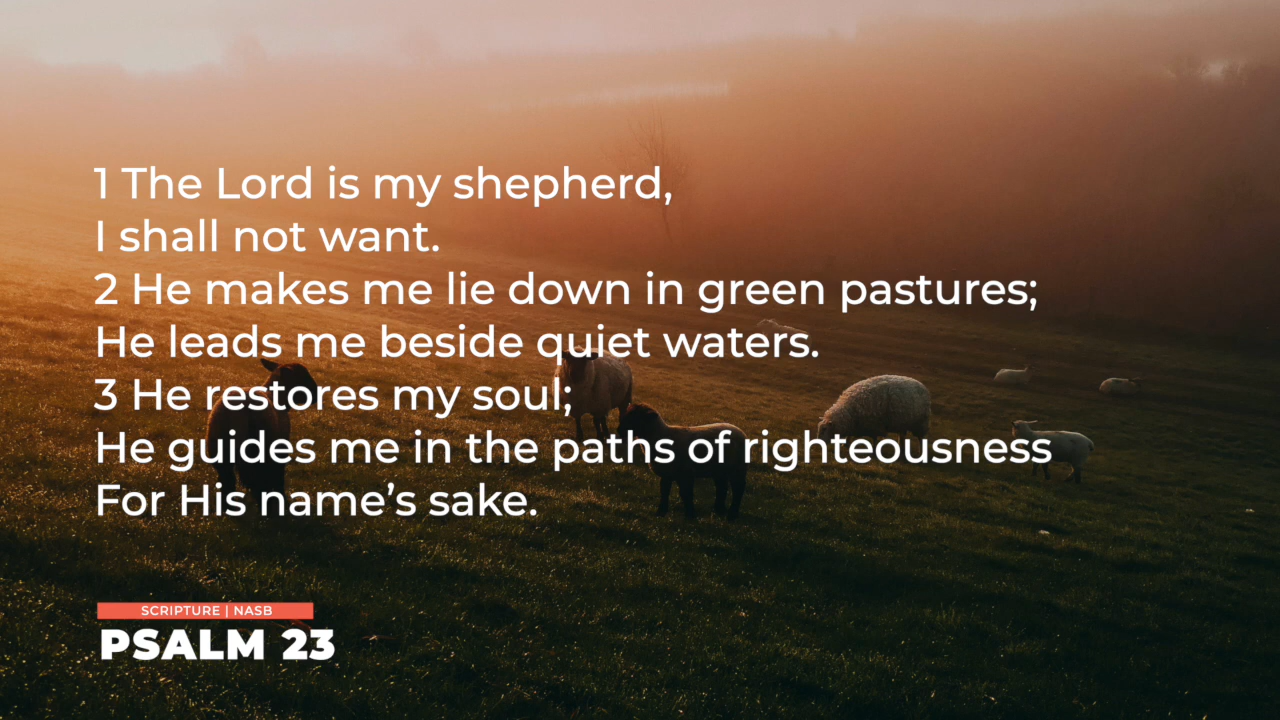 1 The Lord is my shepherd,
I shall not want.
2 He makes me lie down in green pastures;
He leads me beside quiet waters.
3 He restores my soul;
He guides me in the paths of righteousness
For His name’s sake.
SCRIPTURE | NASB
PSALM 23